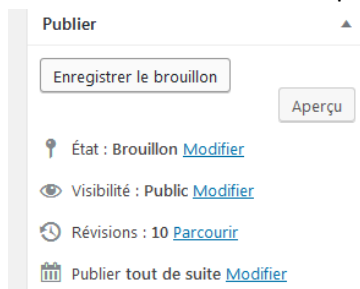 Publier
Enregistrer le brouillon
Aperçu
État : Brouillon Modifier
Visibilité : Public Modifier
Révisions : 10 Parcourir
Publier tout de suite Modifier